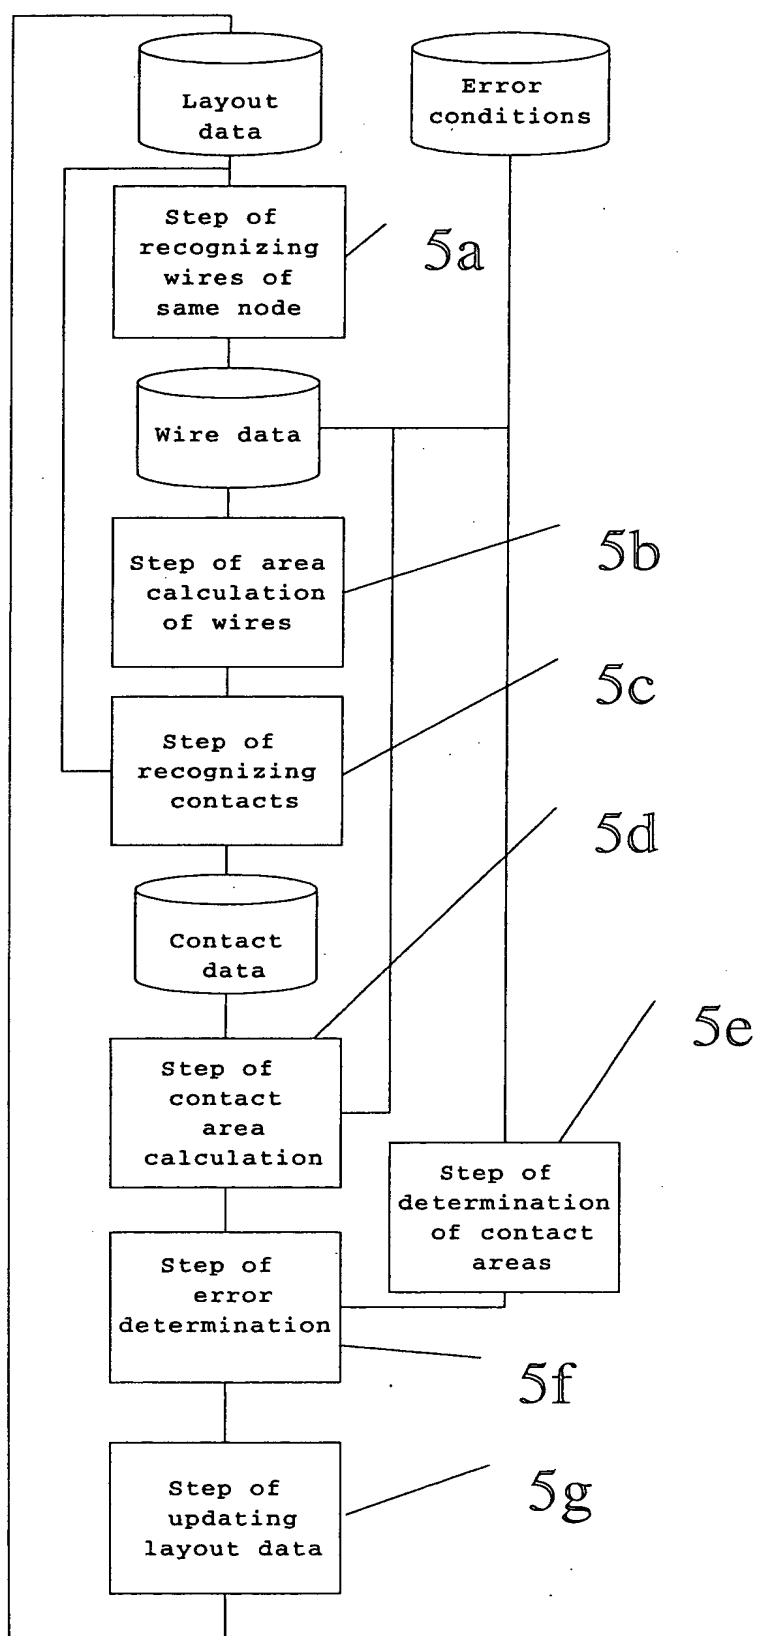 Layout
data
Error
conditions
Step of
recognizing
wires of
same node
5a
Wire data
Step of area
calculation
of wires
5b
Step of
recognizing
contacts
5c
5d
Contact
data
Step of
contact
area
calculation
5e
Step of
determination
of contact
areas
Step of
error
determination
5f
Step of
updating
layout data
5g